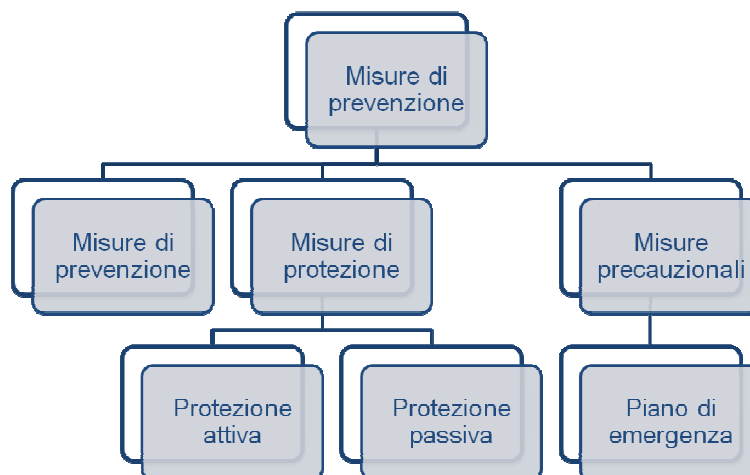 Misure di
prevenzione
Misure di
prevenzione
Misure di
protezione
Misure
precauzionali
Protezione
attiva
Protezione
passiva
Piano di
emergenza